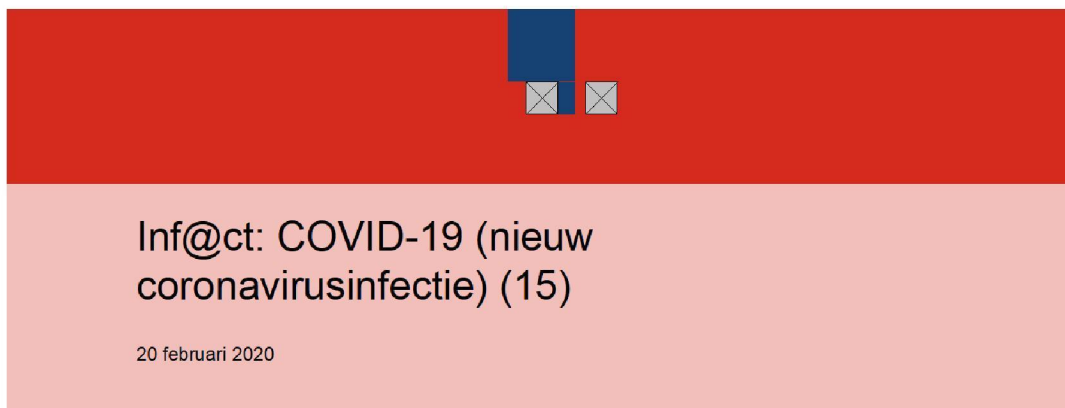 Inf@ct: COVID-19 (nieuw
coronavirusinfectie) (15)
20 februari 2020